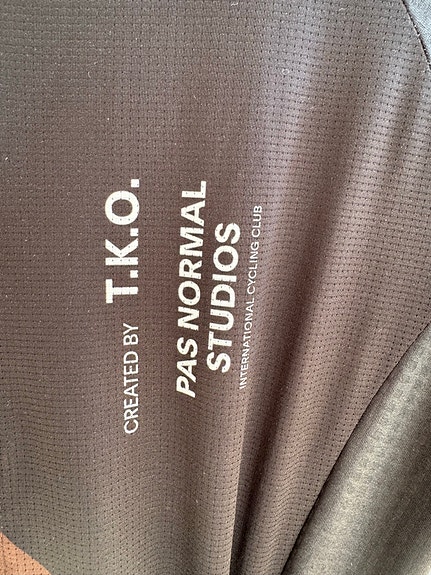 CREATED BY T.K.O.
PAS NORMAL
STUDIOS
INTERNATIONAL CYCLING CLUB